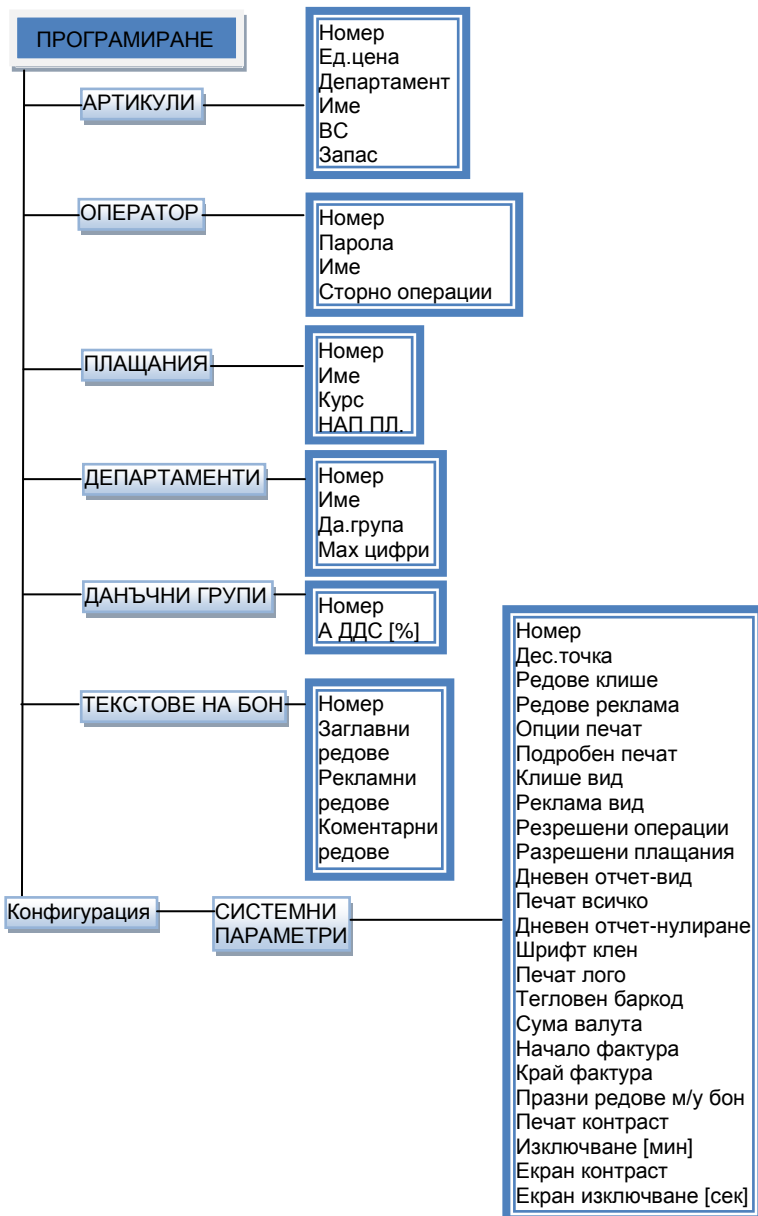 ПРОГРАМИРАНЕ
АРТИКУЛИ
Номер
Ед.цена
Департамент
Име
ВС
Запас
ОПЕРАТОР
Номер
Парола
Име
Сторно операции
ПЛАЩАНИЯ
Номер
Име
Курс
НАП ПЛ.
ДЕПАРТАМЕНТИ
Номер
Име
Да.група
Мах цифри
ДАНЪЧНИ ГРУПИ
Номер
А ДДС [%]
ТЕКСТОВЕ НА БОН
Номер
Заглавни
редове
Рекламни
редове
Коментарни
редове
Конфигурация
СИСТЕМНИ
ПАРАМЕТРИ
Номер
Дес.точка
Редове клише
Редове реклама
Опции печат
Подробен печат
Клише вид
Реклама вид
Резрешени операции
Разрешени плащания
Дневен отчет-вид
Печат всичко
Дневен отчет-нулиране
Шрифт клен
Печат лого
Тегловен баркод
Сума валута
Начало фактура
Край фактура
Празни редове м/у бон
Печат контраст
Изключване [мин]
Екран контраст
Екран изключване [сек]